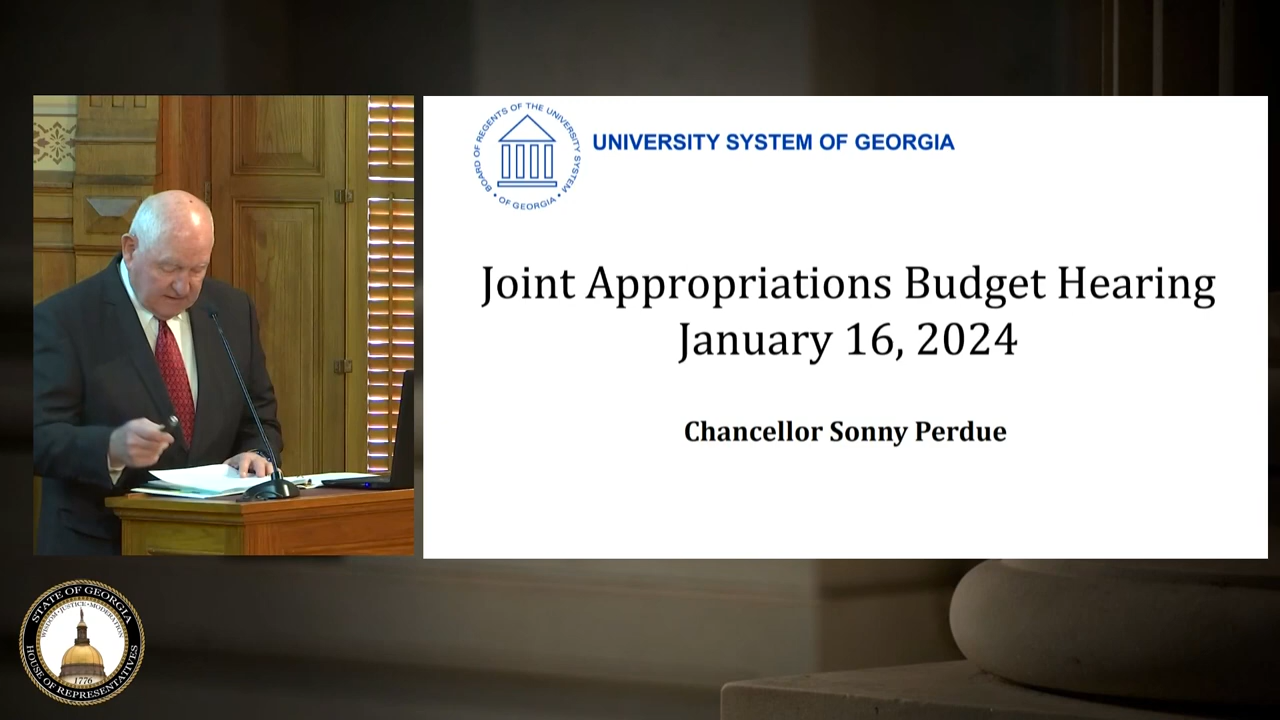 BOARD OF REGENTS OF THE UNIVERSITY SYSTEM
• OF GEORGIA •
UNIVERSITY SYSTEM OF GEORGIA
Joint Appropriations Budget Hearing
January 16, 2024
Chancellor Sonny Perdue
STATE OF GEORGIA
WISDOM•JUSTICE•MODERATION
1776
HOUSE OF REPRESENTATIVES